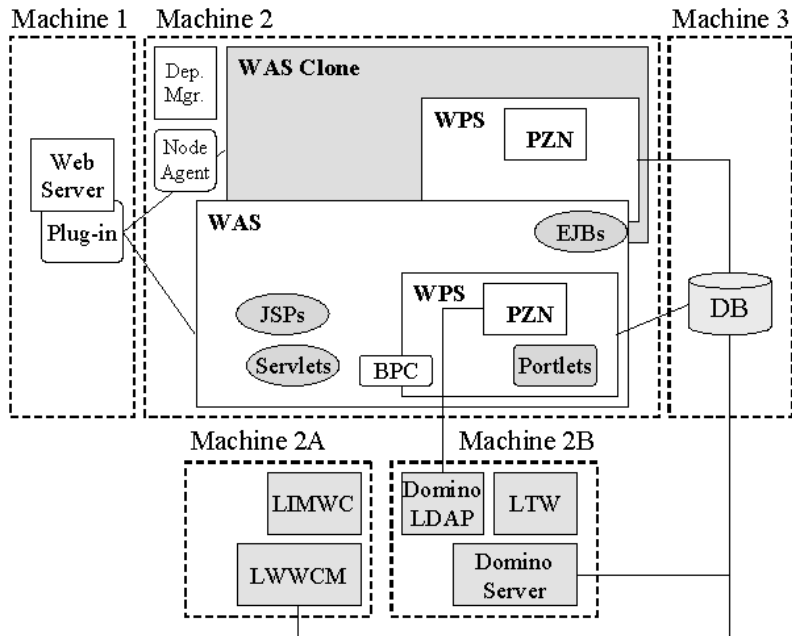 Machine 1
Machine 2
Machine 3
Dep.
Mgr.
WAS Clone
WPS
PZN
Node
Agent
Web
Server
Plug-in
WAS
EJBs
WPS
PZN
DB
JSPs
Servlets
BPC
Portlets
Machine 2A
Machine 2B
LIMWC
Domino
LDAP
LTW
LWWCM
Domino
Server